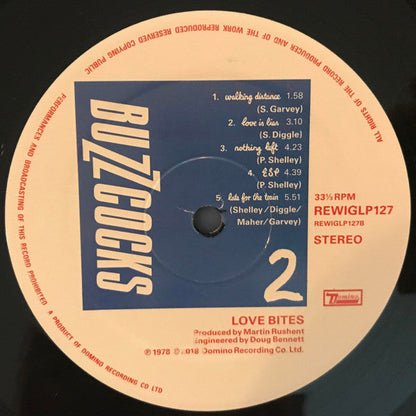 ALL RIGHTS OF THE RECORD PRODUCER AND OF THE WORK REPRODUCED RESERVED COPYING PUBLIC
PERFORMANCES AND BROADCASTING OF THIS RECORD PROHIBITED A PRODUCT OF DOMINO RECORDING CO LTD
BUZZCOCKS
1. walking distance 1.58
(S. Garvey)
2. love is lies 3.10
(S. Diggle)
3. nothing left 4.23
(P. Shelley)
4. ESP 4.39
(P. Shelley)
5. late for the train 5.51
(Shelley/Diggle/
Maher/Garvey)
2
33⅓ RPM
REWIGLP127
REWIGLP127B
STEREO
Domino
LOVE BITES
Produced by Martin Rushent
Engineered by Doug Bennett
℗ 1978 © 2018 Domino Recording Co. Ltd.